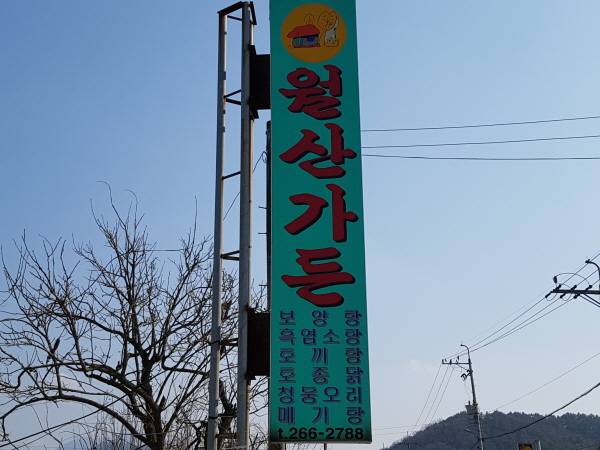 월산가든
보양탕
흑염소탕
토끼탕
토종닭
청둥오리
메기탕
t.266-2788